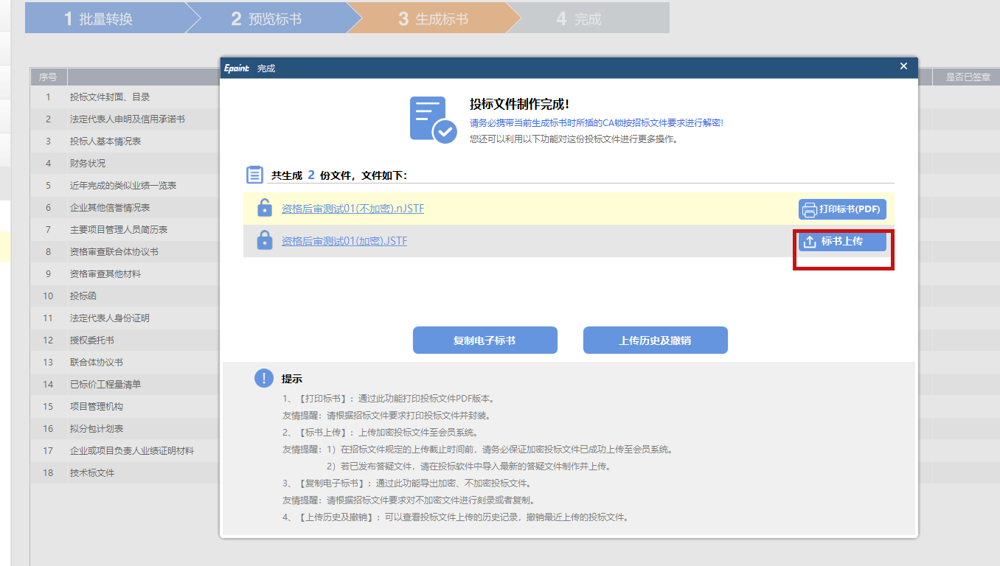 1 批量转换
2 预览标书
3 生成标书
4 完成
序号
是否已签章
1 投标文件封面、目录
2 法定代表人申明及信用承诺书
3 投标人基本情况表
4 财务状况
5 近年完成的类似业绩一览表
6 企业其他信誉情况表
7 主要项目管理人员简历表
8 资格审查联合体协议书
9 资格审查其他材料
10 投标函
11 法定代表人身份证明
12 授权委托书
13 联合体协议书
14 已标价工程量清单
15 项目管理机构
16 拟分包计划表
17 企业或项目负责人业绩证明材料
18 技术标文件
Epoint 完成
投标文件制作完成!
请务必携带当前生成标书时所插的CA锁按招标文件要求进行解密!
您还可以利用以下功能对这份投标文件进行更多操作。
共生成 2 份文件，文件如下：
资格后审测试01(不加密).nJSTF
打印标书(PDF)
资格后审测试01(加密).JSTF
标书上传
复制电子标书
上传历史及撤销
提示
1、【打印标书】：通过此功能打印投标文件PDF版本。
友情提醒：请根据招标文件要求打印投标文件并封装。
2、【标书上传】：上传加密投标文件至会员系统。
友情提醒：1）在招标文件规定的上传截止时间前，请务必保证加密投标文件已成功上传至会员系统。
2）若已发布答疑文件，请在投标软件中导入最新的答疑文件制作并上传。
3、【复制电子标书】：通过此功能导出加密、不加密投标文件。
友情提醒：请根据招标文件要求对不加密文件进行刻录或者复制。
4、【上传历史及撤销】：可以查看投标文件上传的历史记录，撤销最近上传的投标文件。